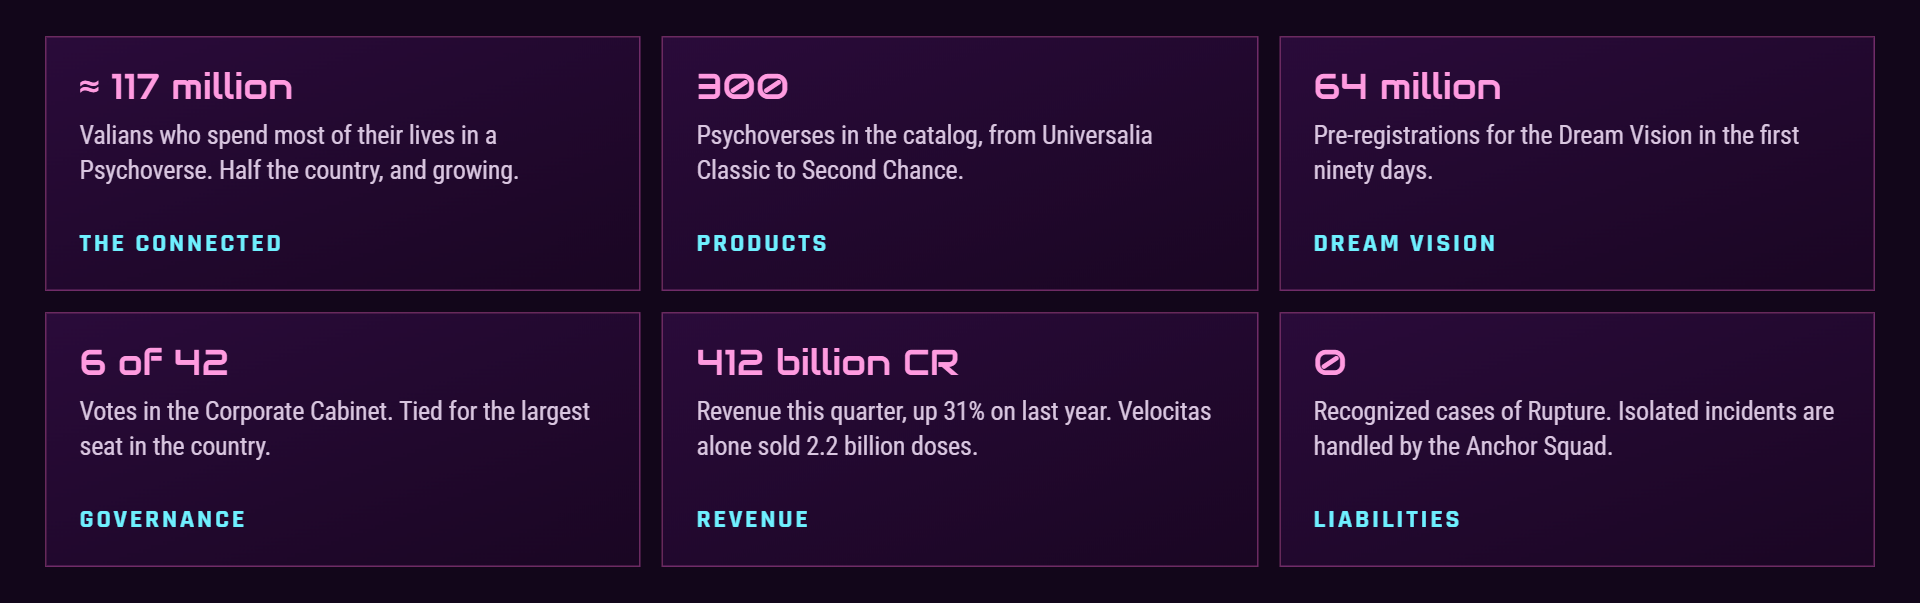 ≈ 117 million
Valians who spend most of their lives in a
Psychoverse. Half the country, and growing.
THE CONNECTED
300
Psychoverses in the catalog, from Universalia
Classic to Second Chance.
PRODUCTS
64 million
Pre-registrations for the Dream Vision in the first
ninety days.
DREAM VISION
6 of 42
Votes in the Corporate Cabinet. Tied for the largest
seat in the country.
GOVERNANCE
412 billion CR
Revenue this quarter, up 31% on last year. Velocitas
alone sold 2.2 billion doses.
REVENUE
0
Recognized cases of Rupture. Isolated incidents are
handled by the Anchor Squad.
LIABILITIES